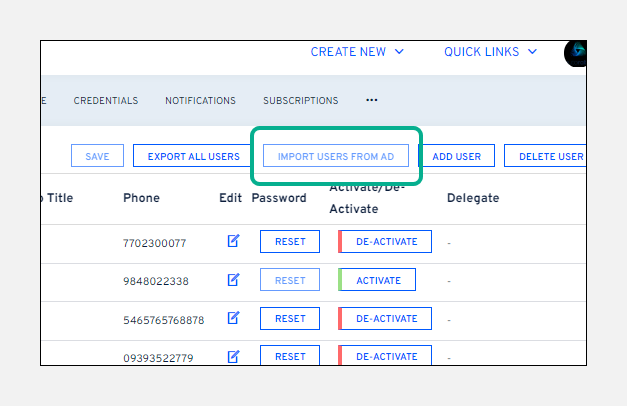 CREATE NEW QUICK LINKS
E CREDENTIALS NOTIFICATIONS SUBSCRIPTIONS ...
SAVE EXPORT ALL USERS IMPORT USERS FROM AD ADD USER DELETE USER
Title Phone Edit Password Activate/De-
Activate Delegate
7702300077 RESET DE-ACTIVATE -
9848022338 RESET ACTIVATE -
5465765768878 RESET DE-ACTIVATE -
09393522779 RESET DE-ACTIVATE -